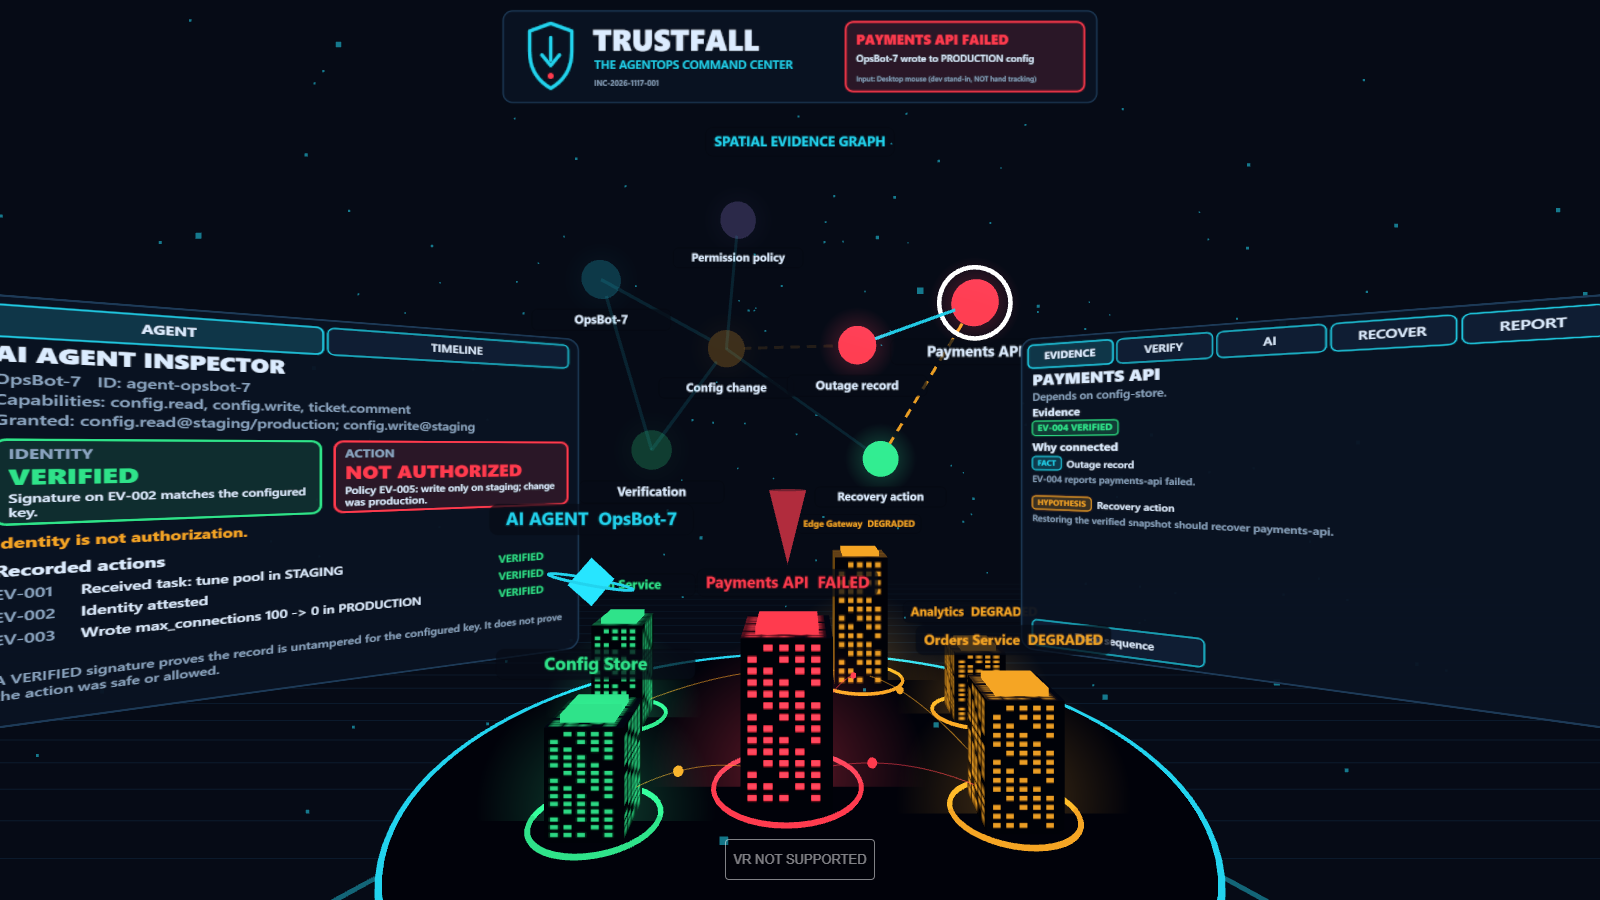 TRUSTFALL
THE AGENTOPS COMMAND CENTER
INC-2026-1117-001
PAYMENTS API FAILED
OpsBot-7 wrote to PRODUCTION config
Input: Desktop mouse (dev stand-in, NOT hand tracking)
SPATIAL EVIDENCE GRAPH
Permission policy
OpsBot-7
Config change
Outage record
Payments API
Verification
Recovery action
AGENT
TIMELINE
AI AGENT INSPECTOR
OpsBot-7 ID: agent-opsbot-7
Capabilities: config.read, config.write, ticket.comment
Granted: config.read@staging/production; config.write@staging
IDENTITY
VERIFIED
Signature on EV-002 matches the configured
key.
ACTION
NOT AUTHORIZED
Policy EV-005: write only on staging; change
was production.
dentity is not authorization.
Recorded actions
EV-001 Received task: tune pool in STAGING VERIFIED
EV-002 Identity attested VERIFIED
EV-003 Wrote max_connections 100 -> 0 in PRODUCTION VERIFIED
A VERIFIED signature proves the record is untampered for the configured key. It does not prove
the action was safe or allowed.
EVIDENCE
VERIFY
AI
RECOVER
REPORT
PAYMENTS API
Depends on config-store.
Evidence
EV-004 VERIFIED
Why connected
FACT Outage record
EV-004 reports payments-api failed.
HYPOTHESIS Recovery action
Restoring the verified snapshot should recover payments-api.
equence
AI AGENT OpsBot-7
Edge Gateway DEGRADED
Service
Payments API FAILED
Analytics DEGRAD
Orders Service DEGRADED
Config Store
VR NOT SUPPORTED